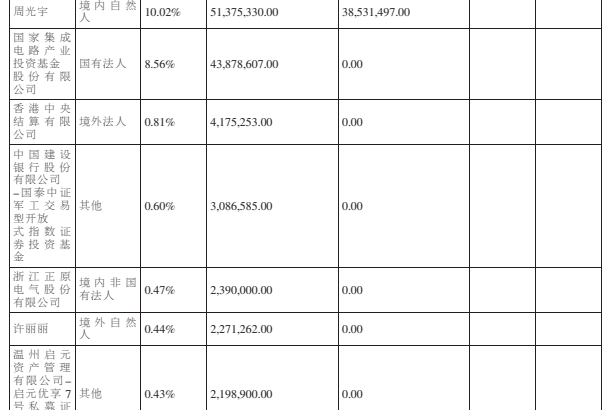 周光宇 境内自然人 10.02% 51,375,330.00 38,531,497.00
国家集成
电路产业
投资基金
股份有限
公司
国有法人 8.56% 43,878,607.00 0.00
香港中央
结算有限
公司
境外法人 0.81% 4,175,253.00 0.00
中国建设
银行股份
有限公司
–国泰中证
军工交易
型开放
式指数证
券投资基
金
其他 0.60% 3,086,585.00 0.00
浙江正原
电气股份
有限公司
境内非国
有法人
0.47% 2,390,000.00 0.00
许丽丽
境外自然
人
0.44% 2,271,262.00 0.00
温州启元
资产管理
有限公司–
启元优享7
号私募证
其他 0.43% 2,198,900.00 0.00